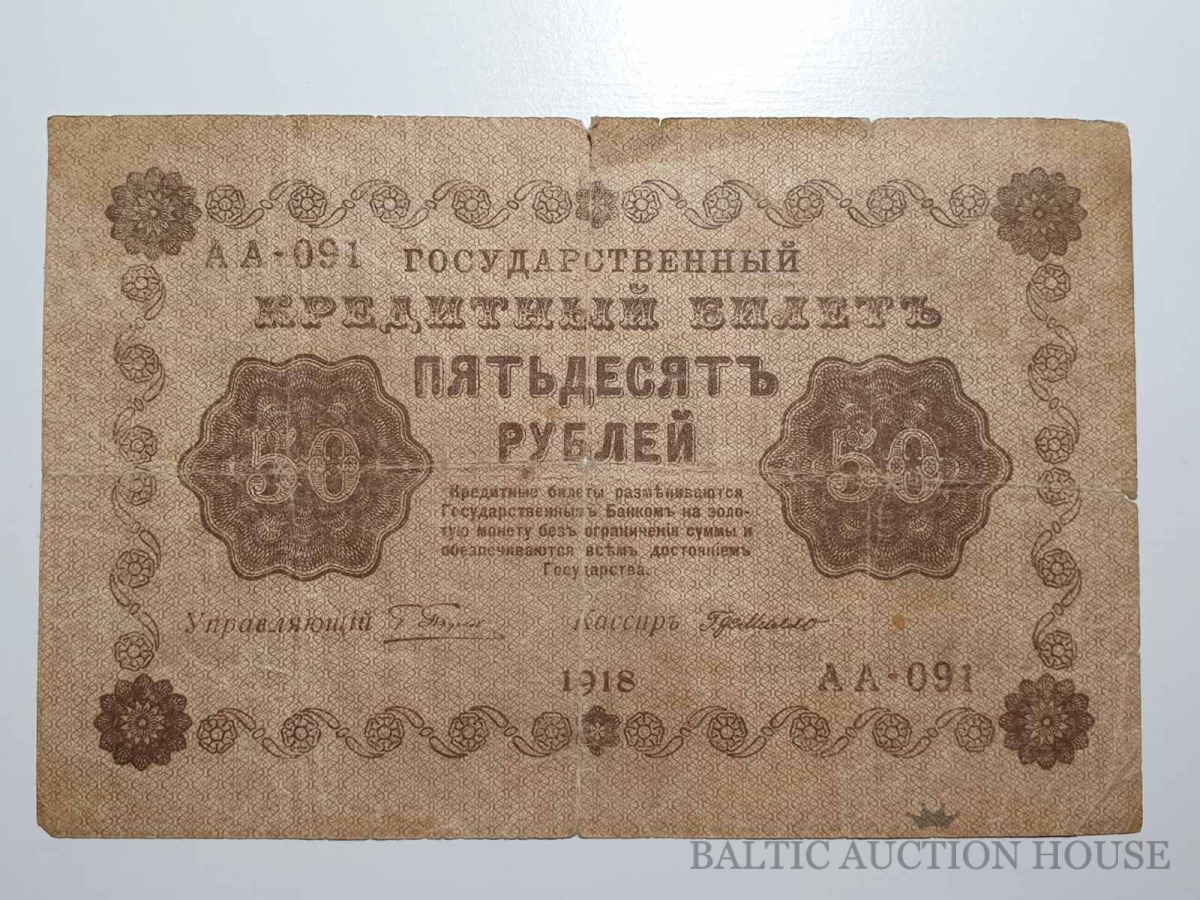 АА-091 ГОСУДАРСТВЕННЫЙ
КРЕДИТНЫЙ БИЛЕТЪ
ПЯТЬДЕСЯТЪ
РУБЛЕЙ
50 50
Кредитные билеты размѣниваются
Государственнымъ Банкомъ на золо-
тую монету безъ ограниченія суммы и
обезпечиваются всѣмъ достояніемъ
Государства.
Управляющій Кассиръ
1918 АА-091
BALTIC AUCTION HOUSE